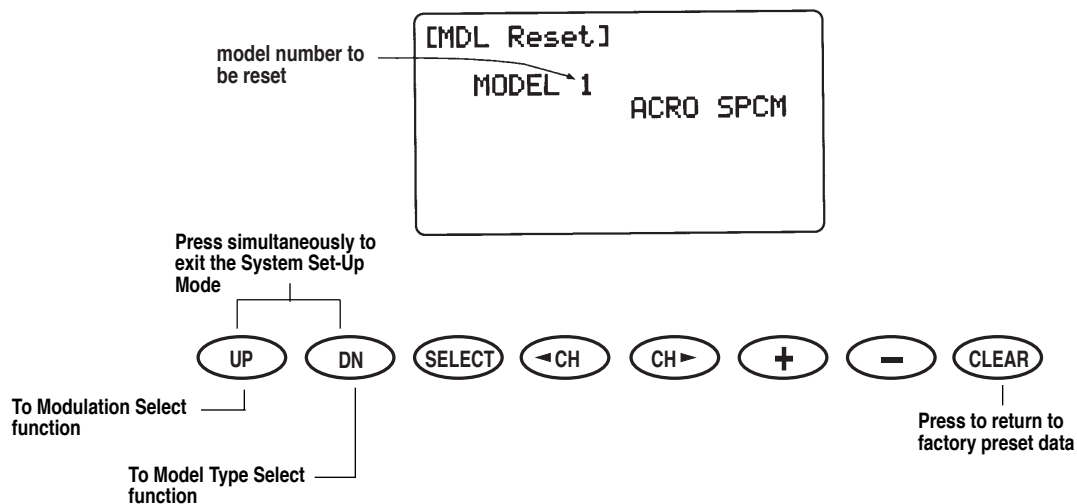 [MDL Reset]
model number to
be reset
MODEL 1
ACRO SPCM
Press simultaneously to
exit the System Set-Up
Mode
UP
DN
SELECT
◄CH
CH►
+
−
CLEAR
To Modulation Select
function
Press to return to
factory preset data
To Model Type Select
function